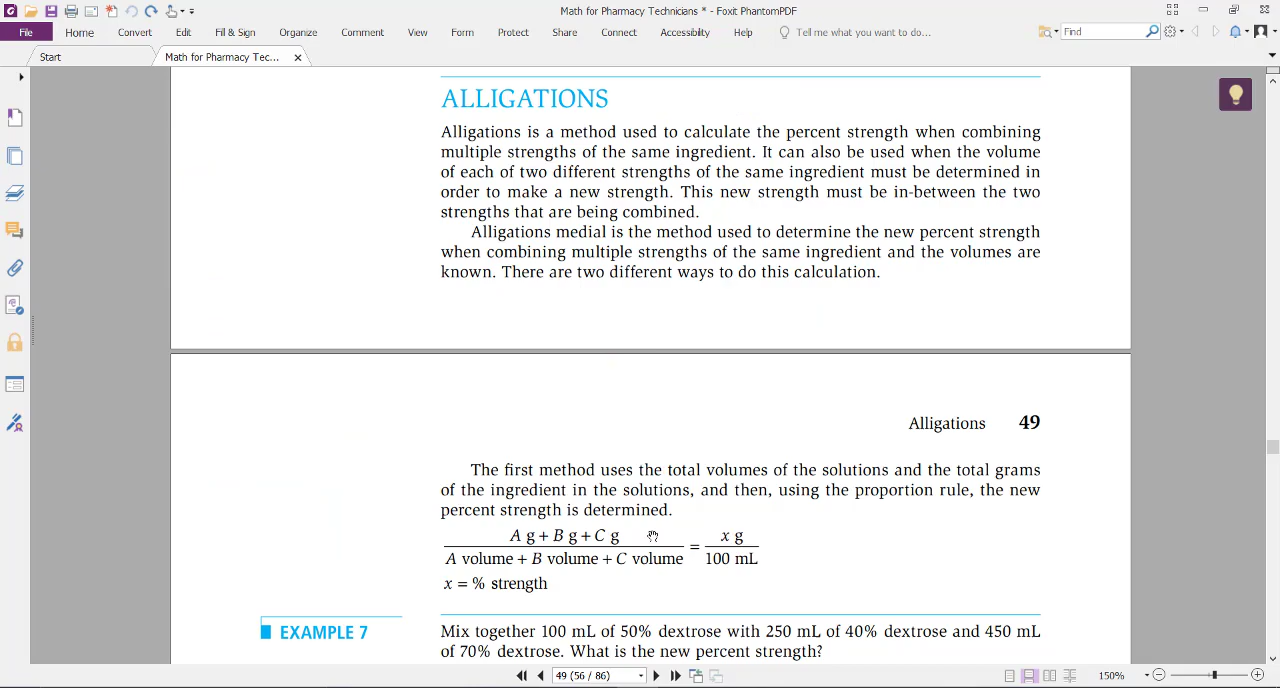 Math for Pharmacy Technicians * - Foxit PhantomPDF
File Home Convert Edit Fill & Sign Organize Comment View Form Protect Share Connect Accessibility Help Tell me what you want to do... Find
Start Math for Pharmacy Tec...
ALLIGATIONS
Alligations is a method used to calculate the percent strength when combining
multiple strengths of the same ingredient. It can also be used when the volume
of each of two different strengths of the same ingredient must be determined in
order to make a new strength. This new strength must be in-between the two
strengths that are being combined.
Alligations medial is the method used to determine the new percent strength
when combining multiple strengths of the same ingredient and the volumes are
known. There are two different ways to do this calculation.
Alligations 49
The first method uses the total volumes of the solutions and the total grams
of the ingredient in the solutions, and then, using the proportion rule, the new
percent strength is determined.
A g + B g + C g
A volume + B volume + C volume = x g
100 mL
x = % strength
EXAMPLE 7
Mix together 100 mL of 50% dextrose with 250 mL of 40% dextrose and 450 mL
of 70% dextrose. What is the new percent strength?
49 (56 / 86) 150%